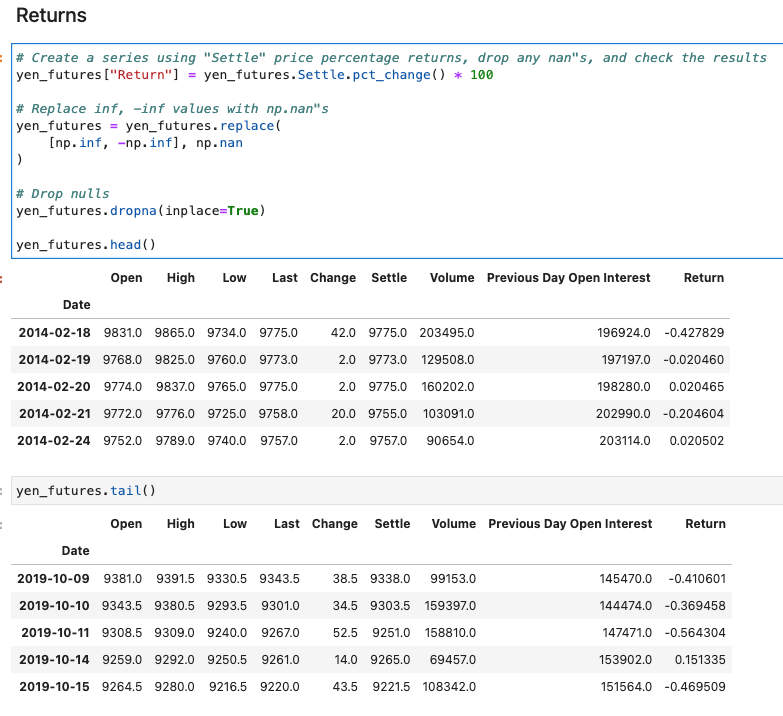 Returns
# Create a series using "Settle" price percentage returns, drop any nan"s, and check the results
yen_futures["Return"] = yen_futures.Settle.pct_change() * 100
# Replace inf, -inf values with np.nan"s
yen_futures = yen_futures.replace(
[np.inf, -np.inf], np.nan
)
# Drop nulls
yen_futures.dropna(inplace=True)
yen_futures.head()
Open High Low Last Change Settle Volume Previous Day Open Interest Return
Date
2014-02-18 9831.0 9865.0 9734.0 9775.0 42.0 9775.0 203495.0 196924.0 -0.427829
2014-02-19 9768.0 9825.0 9760.0 9773.0 2.0 9773.0 129508.0 197197.0 -0.020460
2014-02-20 9774.0 9837.0 9765.0 9775.0 2.0 9775.0 160202.0 198280.0 0.020465
2014-02-21 9772.0 9776.0 9725.0 9758.0 20.0 9755.0 103091.0 202990.0 -0.204604
2014-02-24 9752.0 9789.0 9740.0 9757.0 2.0 9757.0 90654.0 203114.0 0.020502
yen_futures.tail()
Open High Low Last Change Settle Volume Previous Day Open Interest Return
Date
2019-10-09 9381.0 9391.5 9330.5 9343.5 38.5 9338.0 99153.0 145470.0 -0.410601
2019-10-10 9343.5 9380.5 9293.5 9301.0 34.5 9303.5 159397.0 144474.0 -0.369458
2019-10-11 9308.5 9309.0 9240.0 9267.0 52.5 9251.0 158810.0 147471.0 -0.564304
2019-10-14 9259.0 9292.0 9250.5 9261.0 14.0 9265.0 69457.0 153902.0 0.151335
2019-10-15 9264.5 9280.0 9216.5 9220.0 43.5 9221.5 108342.0 151564.0 -0.469509